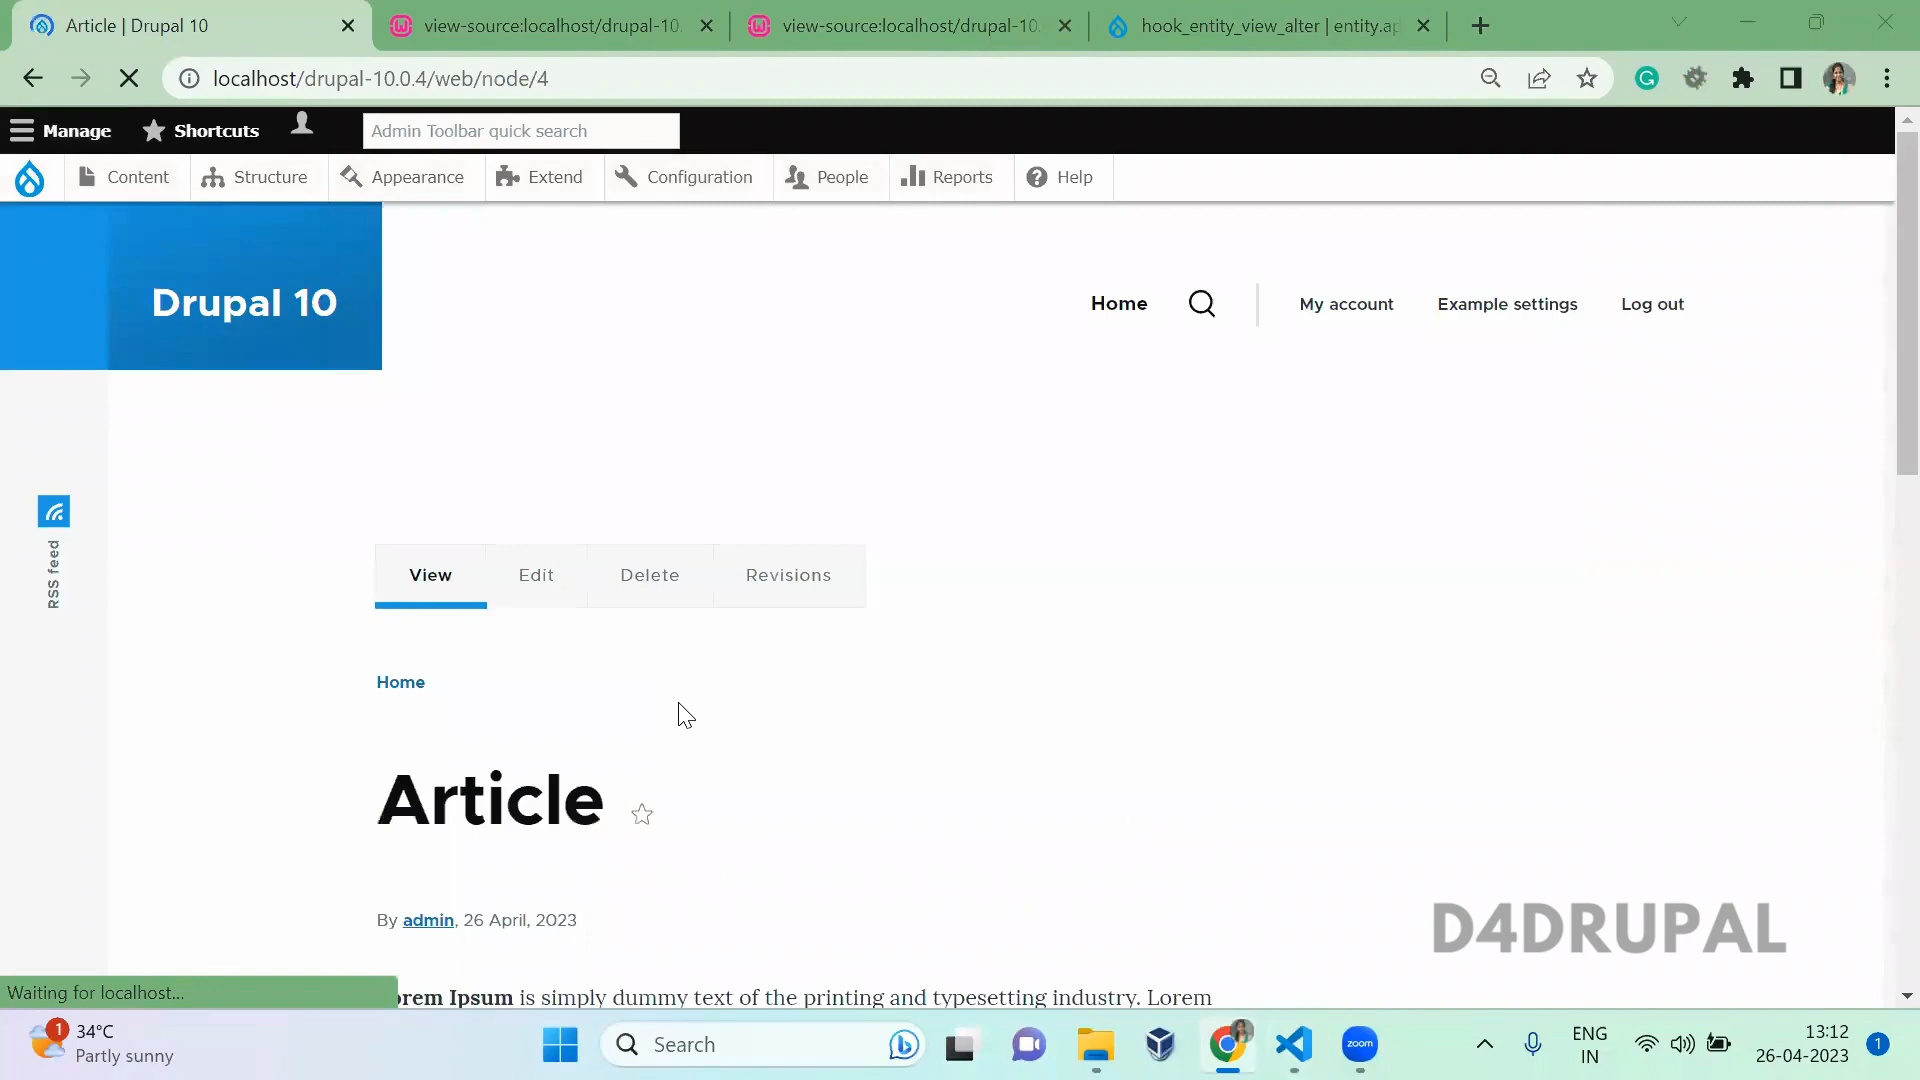 Article | Drupal 10
view-source:localhost/drupal-10.
view-source:localhost/drupal-10.
hook_entity_view_alter | entity.ap
localhost/drupal-10.0.4/web/node/4
Manage
Shortcuts
Admin Toolbar quick search
Content
Structure
Appearance
Extend
Configuration
People
Reports
Help
Drupal 10
Home
My account
Example settings
Log out
RSS feed
View
Edit
Delete
Revisions
Home
Article
By admin, 26 April, 2023
D4DRUPAL
Waiting for localhost...
orem Ipsum is simply dummy text of the printing and typesetting industry. Lorem
1
34°C
Partly sunny
Search
zoom
ENG
IN
13:12
26-04-2023
1